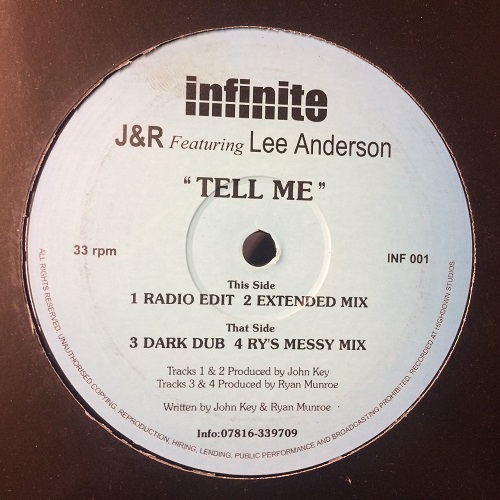 infinite
J&R Featuring Lee Anderson
"TELL ME"
33 rpm
INF 001
This Side
1 RADIO EDIT 2 EXTENDED MIX
That Side
3 DARK DUB 4 RY'S MESSY MIX
Tracks 1 & 2 Produced by John Key
Tracks 3 & 4 Produced by Ryan Munroe
Written by John Key & Ryan Munroe
Info:07816-339709
ALL RIGHTS RESERVED. UNAUTHORISED COPYING, REPRODUCTION, HIRING, LENDING, PUBLIC PERFORMANCE AND BROADCASTING PROHIBITED. RECORDED AT HIGHDOWN STUDIOS